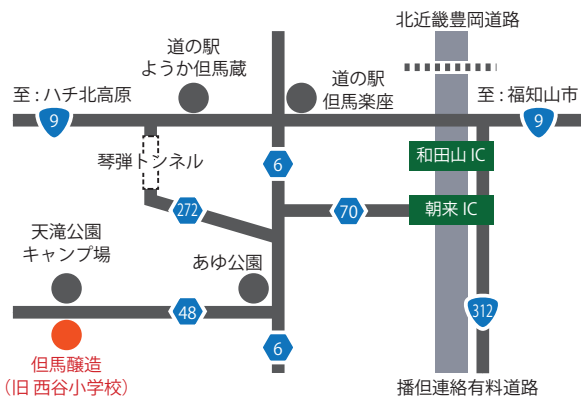 北近畿豊岡道路
道の駅
ようか但馬蔵
道の駅
但馬楽座
至：ハチ北高原
至：福知山市
9
9
琴弾トンネル
6
和田山 IC
272
70
朝来 IC
天滝公園
キャンプ場
あゆ公園
48
312
6
但馬醸造
（旧 西谷小学校）
播但連絡有料道路